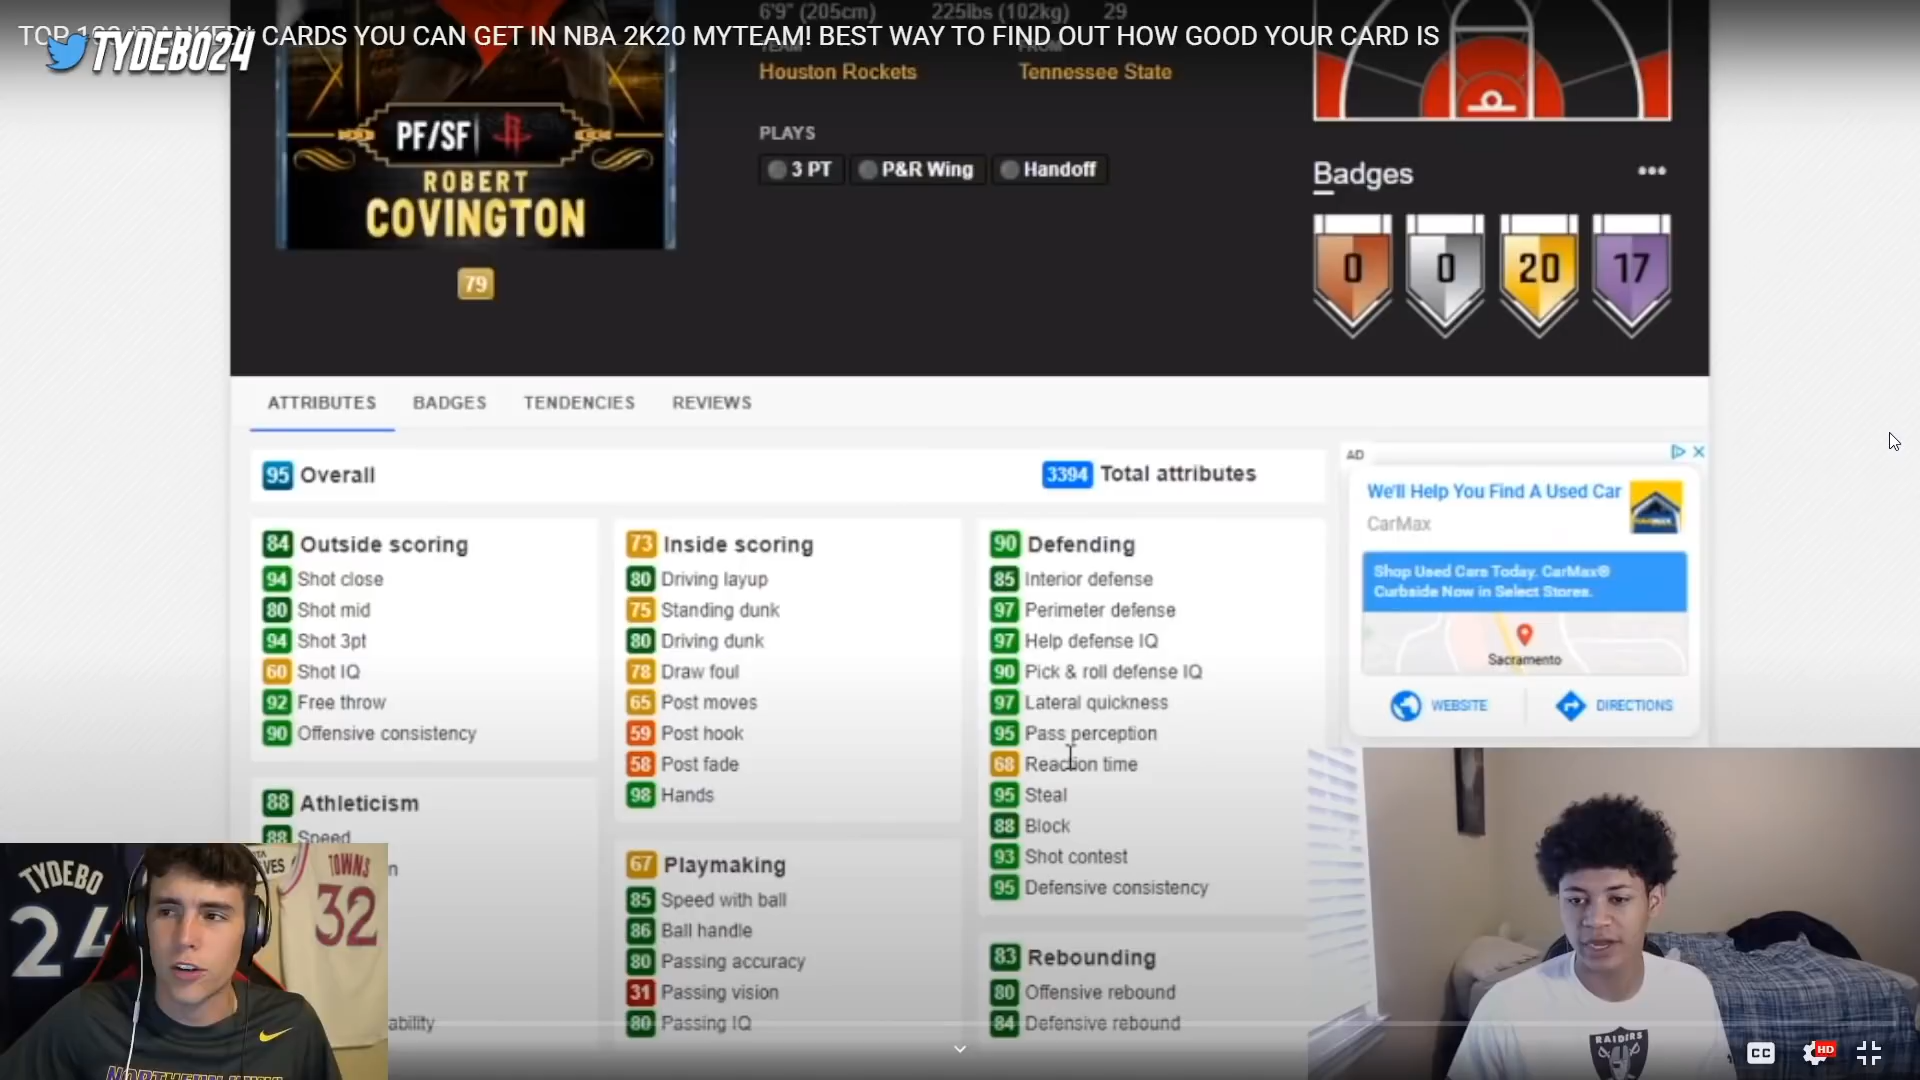 TOP 100 'RANKED' CARDS YOU CAN GET IN NBA 2K20 MYTEAM! BEST WAY TO FIND OUT HOW GOOD YOUR CARD IS
TYDEBO24
6'9" (205cm) 225lbs (102kg) 29
TEAM FROM
Houston Rockets Tennessee State
PLAYS
3 PT P&R Wing Handoff
PF/SF
ROBERT
COVINGTON
79
Badges
0 0 20 17
ATTRIBUTES BADGES TENDENCIES REVIEWS
95 Overall
3394 Total attributes
84 Outside scoring
94 Shot close
80 Shot mid
94 Shot 3pt
60 Shot IQ
92 Free throw
90 Offensive consistency
88 Athleticism
88 Speed
n
ability
73 Inside scoring
80 Driving layup
75 Standing dunk
80 Driving dunk
78 Draw foul
65 Post moves
59 Post hook
58 Post fade
98 Hands
67 Playmaking
85 Speed with ball
86 Ball handle
80 Passing accuracy
31 Passing vision
80 Passing IQ
90 Defending
85 Interior defense
97 Perimeter defense
97 Help defense IQ
90 Pick & roll defense IQ
97 Lateral quickness
95 Pass perception
68 Reaction time
95 Steal
88 Block
93 Shot contest
95 Defensive consistency
83 Rebounding
80 Offensive rebound
84 Defensive rebound
AD
We'll Help You Find A Used Car
CarMax
Shop Used Cars Today. CarMax®
Curbside Now in Select Stores.
Sacramento
WEBSITE DIRECTIONS
TYDEBO
24
VES
TOWNS
32
RAIDERS
CC HD